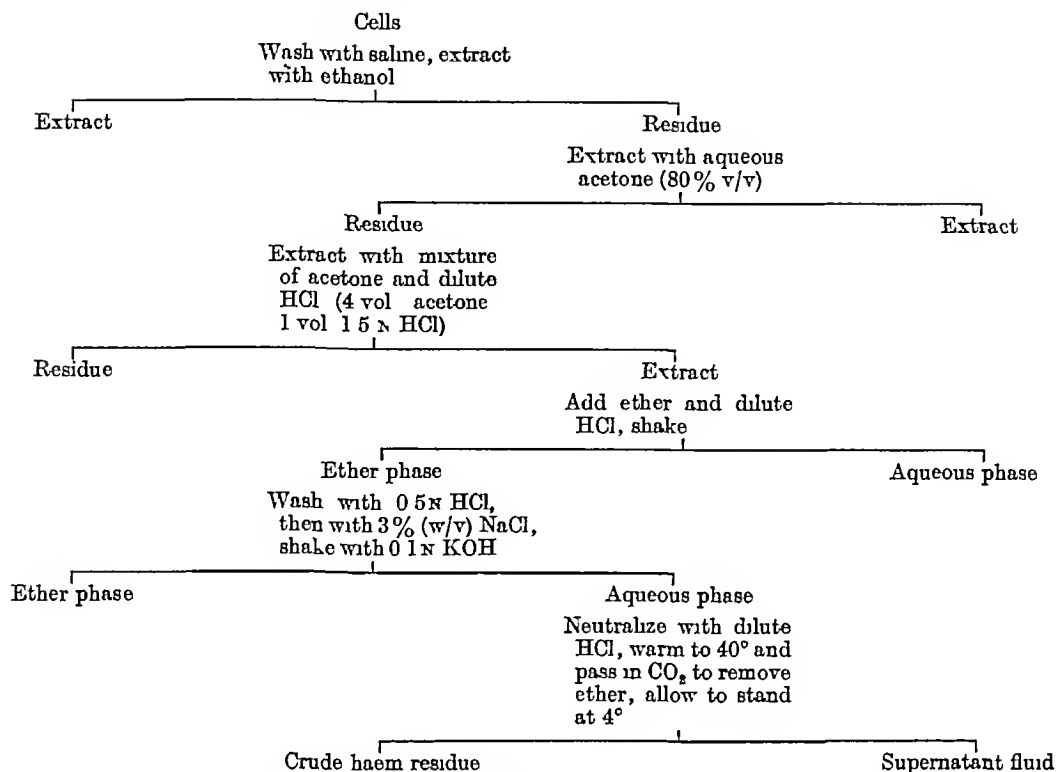 Cells
Wash with saline, extract
with ethanol
Extract
Residue
Extract with aqueous
acetone (80% v/v)
Residue
Extract
Extract with mixture
of acetone and dilute
HCl (4 vol acetone
1 vol 1 5 N HCl)
Residue
Extract
Add ether and dilute
HCl, shake
Ether phase
Aqueous phase
Wash with 0 5N HCl,
then with 3% (w/v) NaCl,
shake with 0 1N KOH
Ether phase
Aqueous phase
Neutralize with dilute
HCl, warm to 40° and
pass in CO₂ to remove
ether, allow to stand
at 4°
Crude haem residue
Supernatant fluid